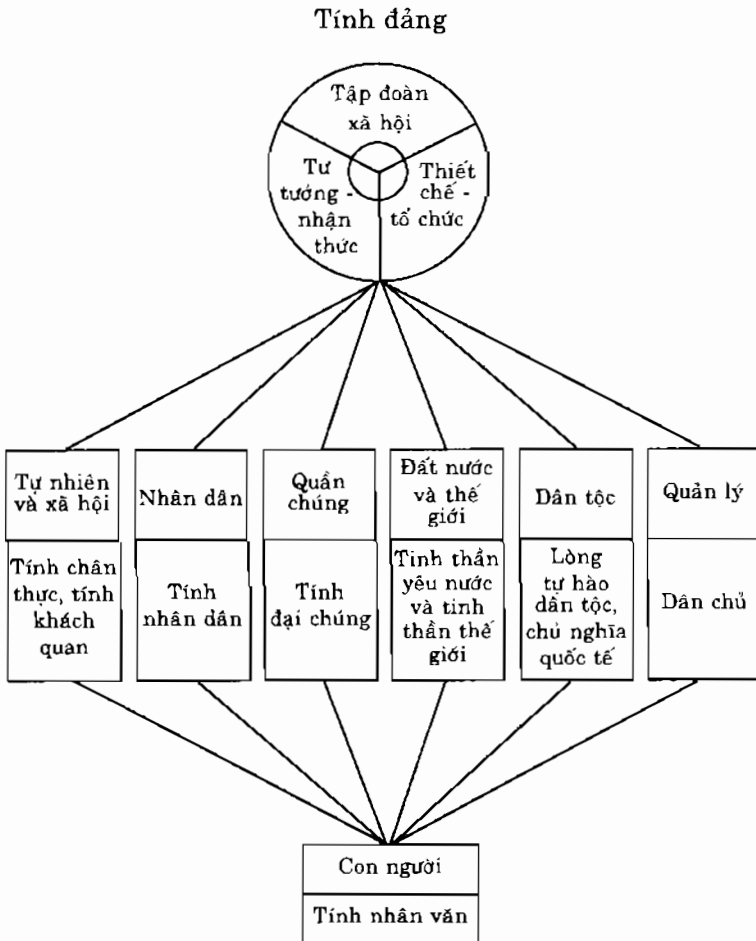 Tính đảng
Tập đoàn
xã hội
Tư
tướng -
nhận
thức
Thiết
chế -
tổ chức
Tự nhiên
và xã hội
Nhân dân
Quần
chúng
Đất nước
và thế
giới
Dân tộc
Quản lý
Tính chân
thực, tính
khách
quan
Tính
nhân dân
Tính
đại chúng
Tinh thần
yêu nước
và tinh
thần thế
giới
Lòng
tự hào
dân tộc,
chủ nghĩa
quốc tế
Dân chủ
Con người
Tính nhân văn